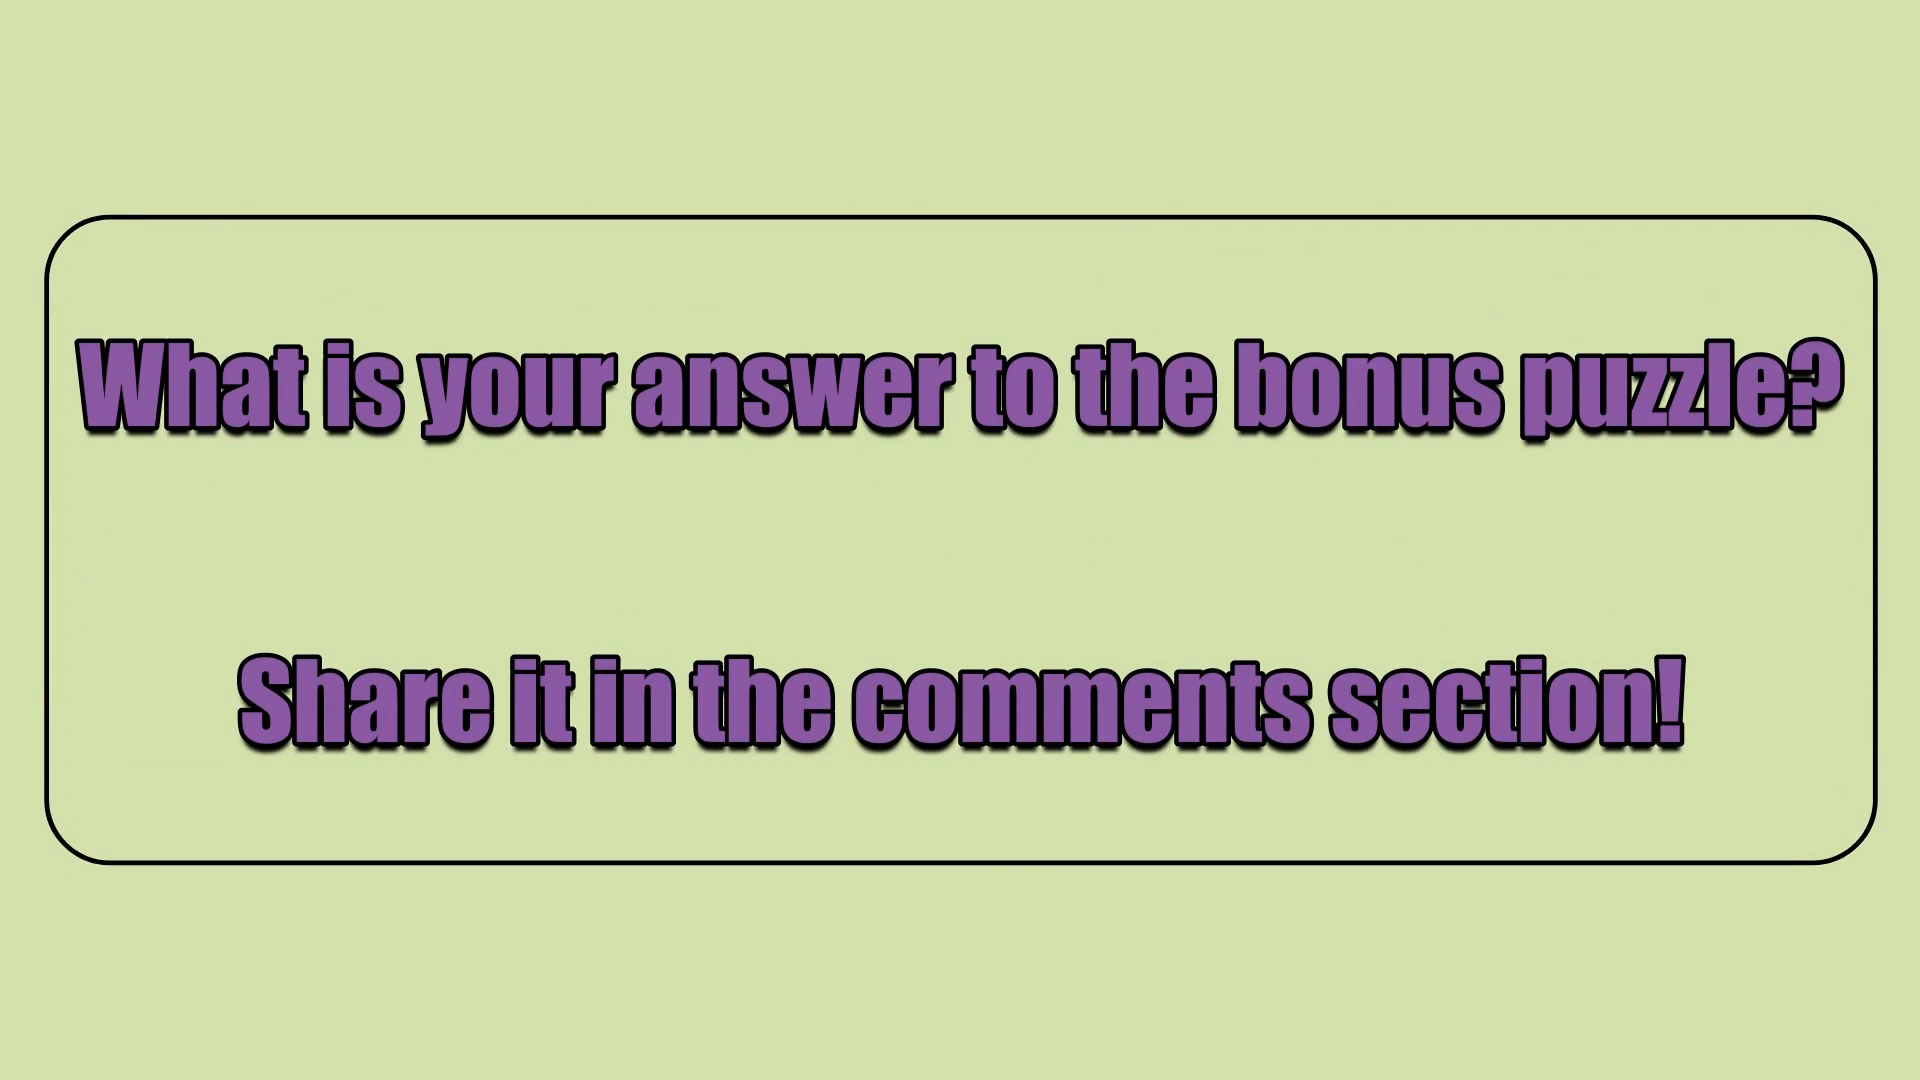 What is your answer to the bonus puzzle?
Share it in the comments section!